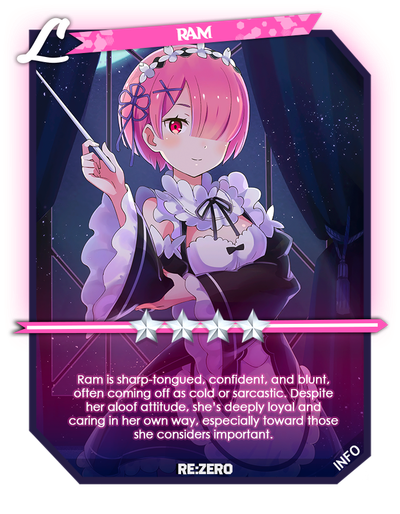 L
RAM
Ram is sharp-tongued, confident, and blunt,
often coming off as cold or sarcastic. Despite
her aloof attitude, she's deeply loyal and
caring in her own way, especially toward those
she considers important.
RE:ZERO
INFO